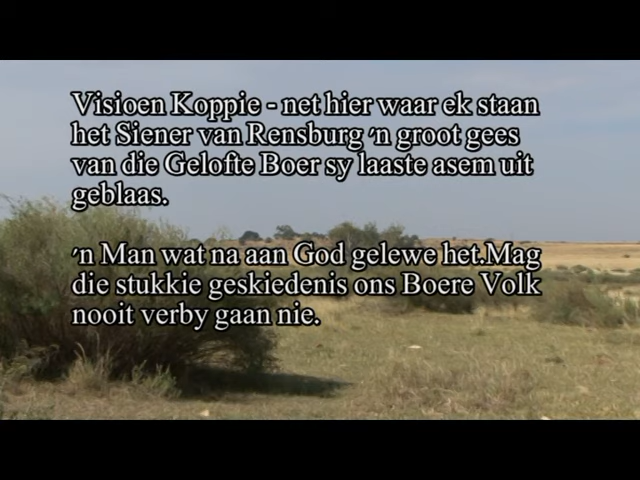 Visioen Koppie - net hier waar ek staan
het Siener van Rensburg 'n groot gees
van die Gelofte Boer sy laaste asem uit
geblaas.
'n Man wat na aan God gelewe het.Mag
die stukkie geskiedenis ons Boere Volk
nooit verby gaan nie.